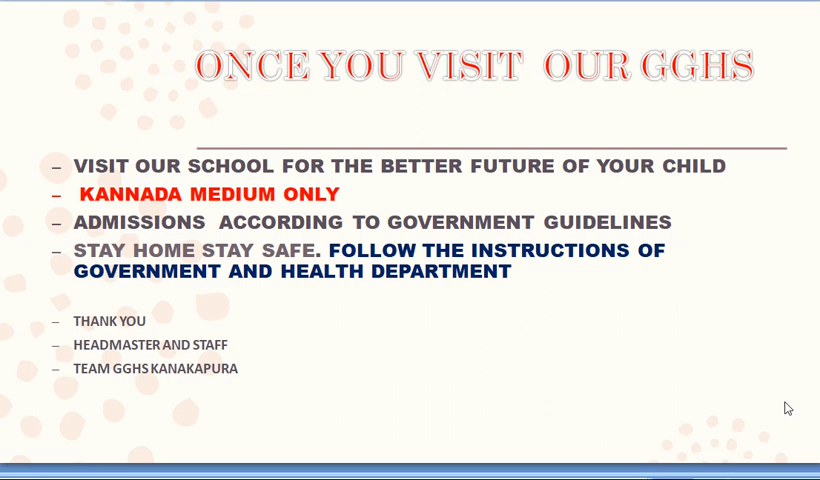 ONCE YOU VISIT OUR GGHS
– VISIT OUR SCHOOL FOR THE BETTER FUTURE OF YOUR CHILD
– KANNADA MEDIUM ONLY
– ADMISSIONS ACCORDING TO GOVERNMENT GUIDELINES
– STAY HOME STAY SAFE. FOLLOW THE INSTRUCTIONS OF
GOVERNMENT AND HEALTH DEPARTMENT
– THANK YOU
– HEADMASTER AND STAFF
– TEAM GGHS KANAKAPURA